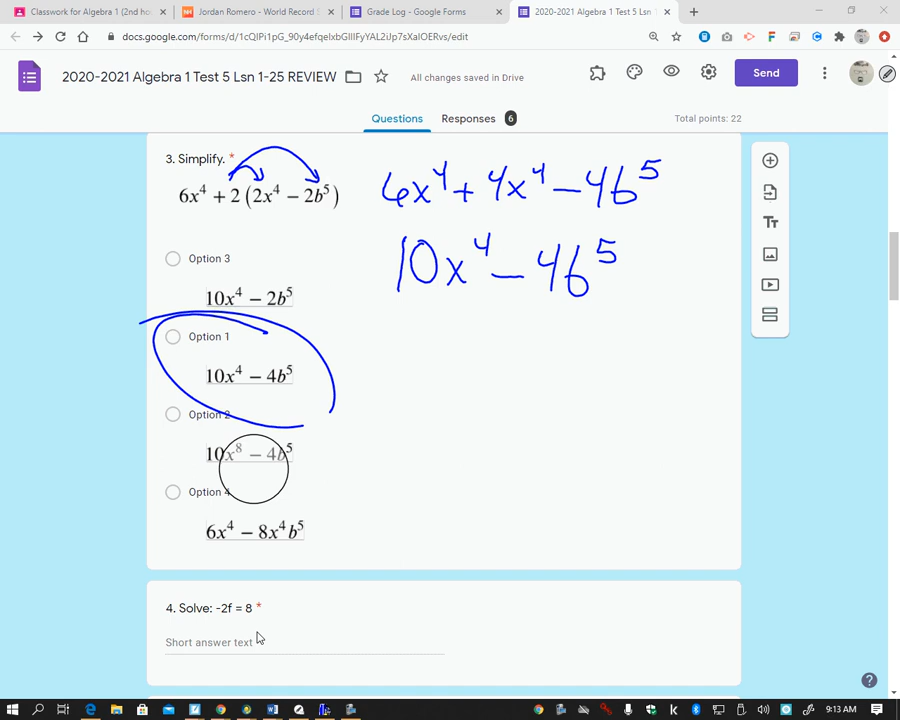 Classwork for Algebra 1 (2nd ho
Jordan Romero - World Record S
Grade Log - Google Forms
2020-2021 Algebra 1 Test 5 Lsn 1
docs.google.com/forms/d/1cQIPi1pG_90y4efqeIxbGIIIFyYAL2iJp7sXaIOERvs/edit
2020-2021 Algebra 1 Test 5 Lsn 1-25 REVIEW
All changes saved in Drive
Send
Questions
Responses 6
Total points: 22
3. Simplify. *
6x⁴ + 2 (2x⁴ − 2b⁵)
6x⁴ + 4x⁴ − 4b⁵
10x⁴ − 4b⁵
Option 3
10x⁴ − 2b⁵
Option 1
10x⁴ − 4b⁵
Option 2
10x⁸ − 4b⁵
Option 4
6x⁴ − 8x⁴b⁵
4. Solve: -2f = 8 *
Short answer text
9:13 AM